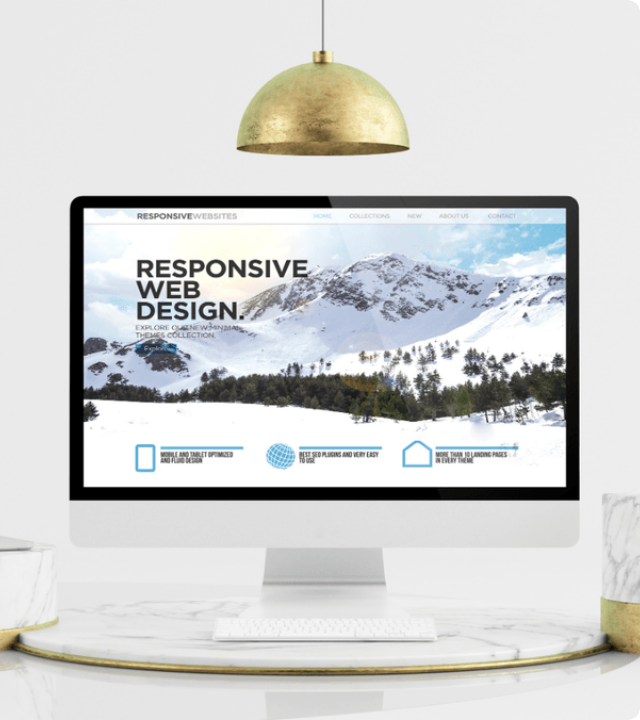 RESPONSIVEWEBSITES HOME COLLECTIONS NEW ABOUT US CONTACT
RESPONSIVE
WEB
DESIGN.
EXPLORE OUR NEW MINIMAL
THEMES COLLECTION.
Explore
MOBILE AND TABLET OPTIMIZED
AND FLUID DESIGN
BEST SEO PLUGINS AND VERY EASY
TO USE
MORE THAN 10 LANDING PAGES
IN EVERY THEME